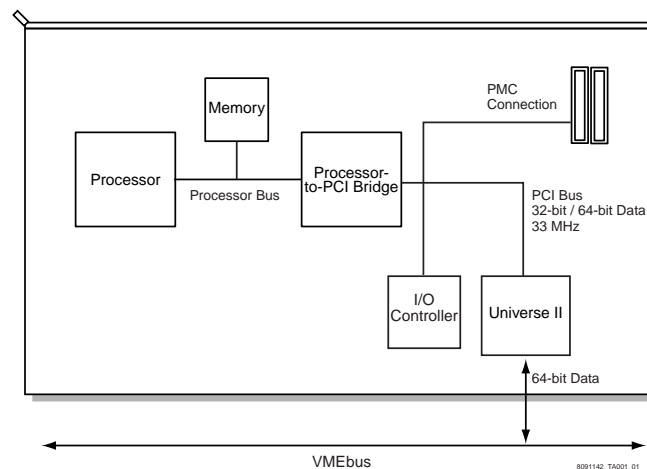 PMC
Connection
Memory
Processor
Processor-
to-PCI Bridge
Processor Bus
PCI Bus
32-bit / 64-bit Data
33 MHz
I/O
Controller
Universe II
64-bit Data
VMEbus
8091142_TA001_01